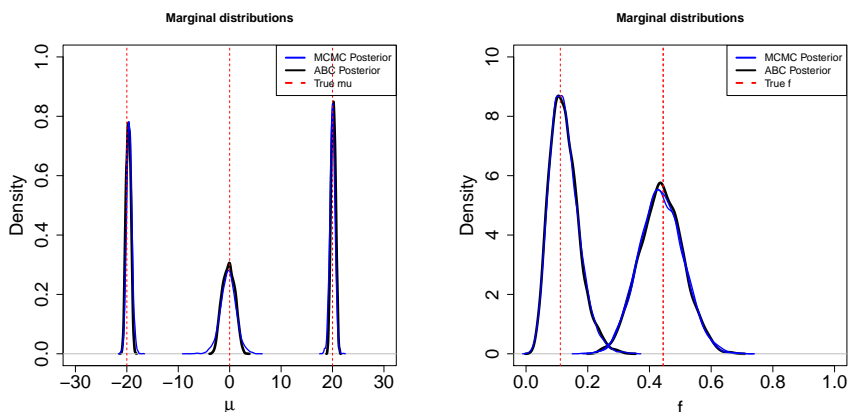 Marginal distributions
MCMC Posterior
ABC Posterior
True mu
Density
0.0 0.2 0.4 0.6 0.8 1.0
−30 −20 −10 0 10 20 30
μ
Marginal distributions
MCMC Posterior
ABC Posterior
True f
Density
0 2 4 6 8 10
0.0 0.2 0.4 0.6 0.8 1.0
f